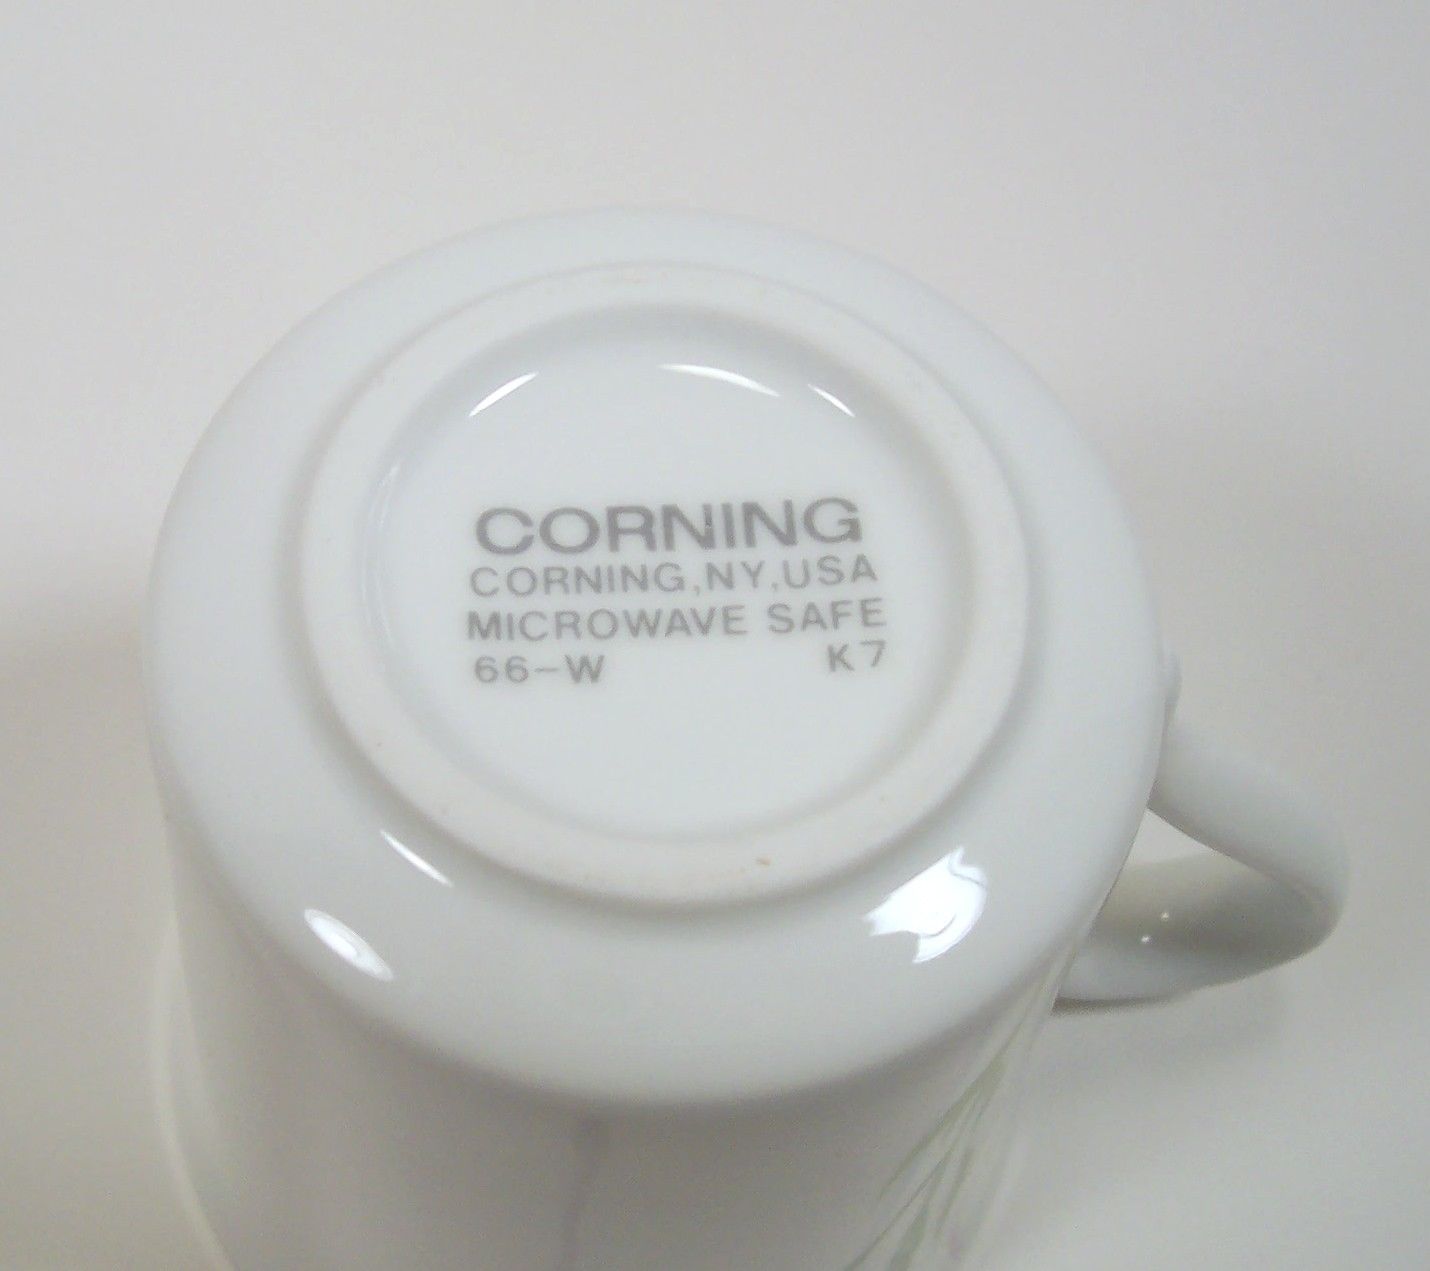 CORNING
CORNING,NY,USA
MICROWAVE SAFE
66-W K7